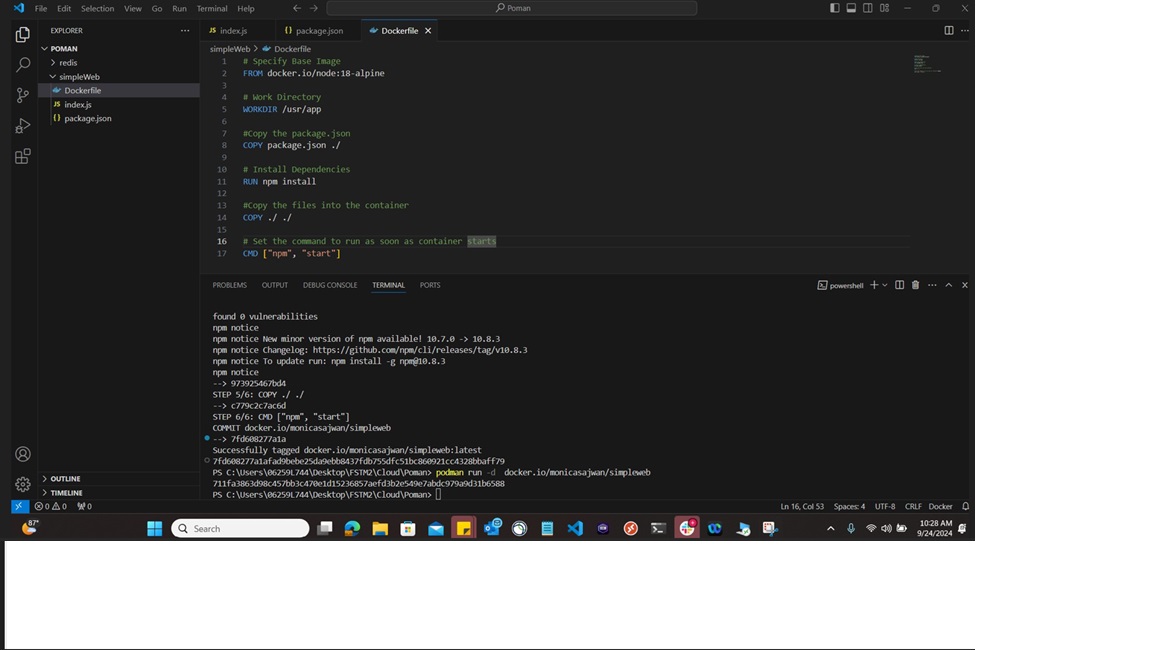 File Edit Selection View Go Run Terminal Help
Poman
EXPLORER
POMAN
redis
simpleWeb
Dockerfile
JS index.js
{} package.json
OUTLINE
TIMELINE
JS index.js
{} package.json
Dockerfile
simpleWeb > Dockerfile
1 # Specify Base Image
2 FROM docker.io/node:18-alpine
3
4 # Work Directory
5 WORKDIR /usr/app
6
7 #Copy the package.json
8 COPY package.json ./
9
10 # Install Dependencies
11 RUN npm install
12
13 #Copy the files into the container
14 COPY ./ ./
15
16 # Set the command to run as soon as container starts
17 CMD ["npm", "start"]
PROBLEMS OUTPUT DEBUG CONSOLE TERMINAL PORTS
powershell
found 0 vulnerabilities
npm notice
npm notice New minor version of npm available! 10.7.0 -> 10.8.3
npm notice Changelog: https://github.com/npm/cli/releases/tag/v10.8.3
npm notice To update run: npm install -g npm@10.8.3
npm notice
--> 973925467bd4
STEP 5/6: COPY ./ ./
--> c779c2c7ac6d
STEP 6/6: CMD ["npm", "start"]
COMMIT docker.io/monicasajwan/simpleweb
--> 7fd608277a1a
Successfully tagged docker.io/monicasajwan/simpleweb:latest
7fd608277a1afad9bebe25da9ebb8437fdb755dfc51bc860921cc4328bbaff79
PS C:\Users\06259L744\Desktop\FSTM2\Cloud\Poman> podman run -d docker.io/monicasajwan/simpleweb
711fa3863d98c457bb3c470e1d15236857aefd3b2e549e7abdc979a9d31b6588
PS C:\Users\06259L744\Desktop\FSTM2\Cloud\Poman>
0 0 0
Ln 16, Col 53 Spaces: 4 UTF-8 CRLF Docker
87°
Search
10:28 AM
9/24/2024